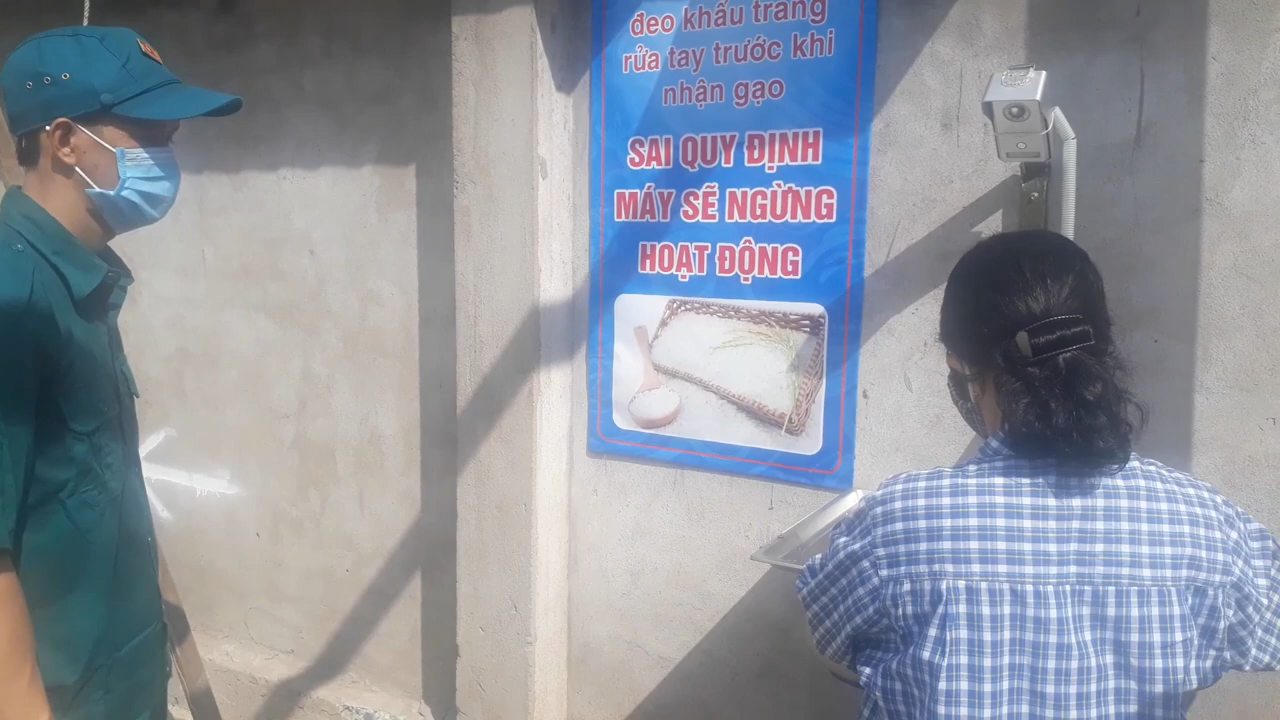 đeo khẩu trang
rửa tay trước khi
nhận gạo
SAI QUY ĐỊNH
MÁY SẼ NGỪNG
HOẠT ĐỘNG